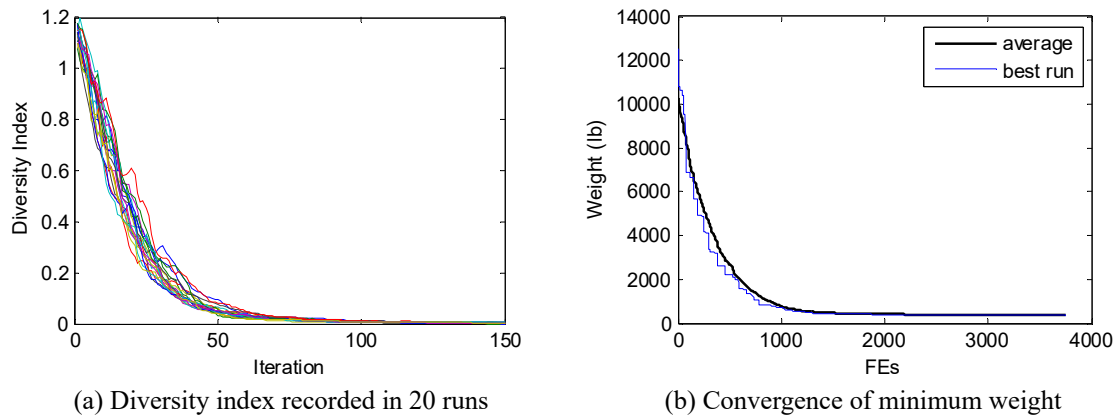 1.2
1
0.8
0.6
0.4
0.2
0
Diversity Index
0 50 100 150
Iteration
(a) Diversity index recorded in 20 runs
14000
12000
10000
8000
6000
4000
2000
0
Weight (lb)
average
best run
0 1000 2000 3000 4000
FEs
(b) Convergence of minimum weight